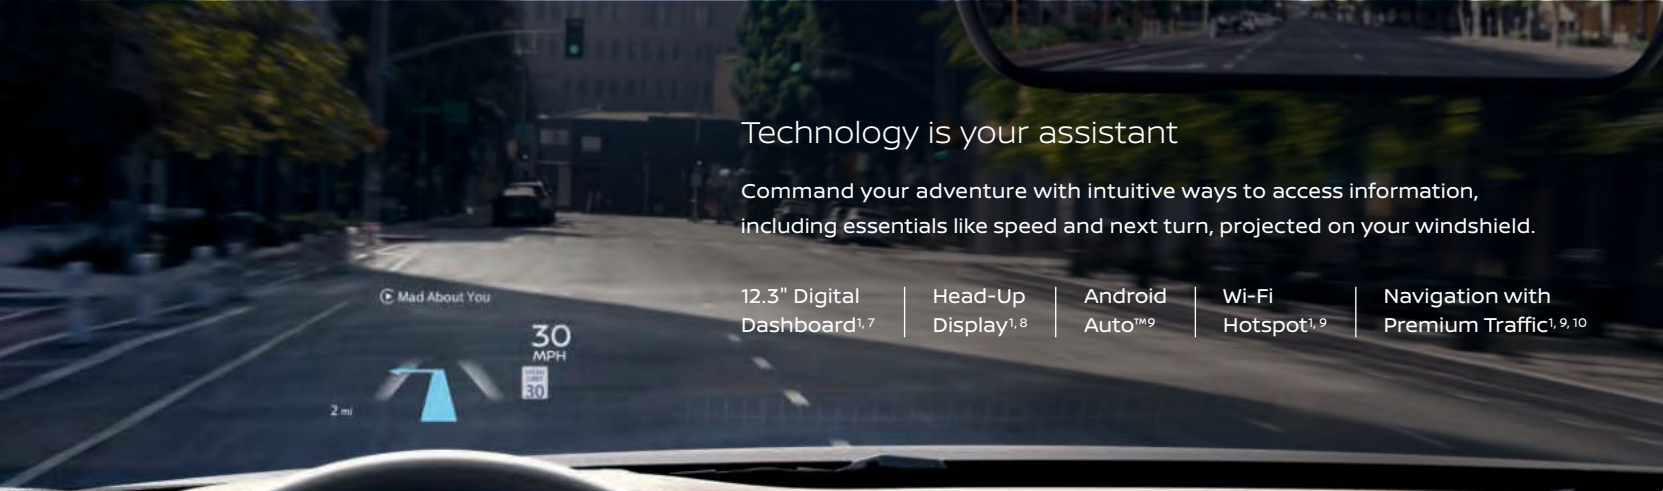 Technology is your assistant
Command your adventure with intuitive ways to access information,
including essentials like speed and next turn, projected on your windshield.
12.3" Digital
Dashboard1, 7
Head-Up
Display1, 8
Android
Auto™9
Wi-Fi
Hotspot1, 9
Navigation with
Premium Traffic1, 9, 10
Mad About You
30
MPH
SPEED
LIMIT
30
2 mi